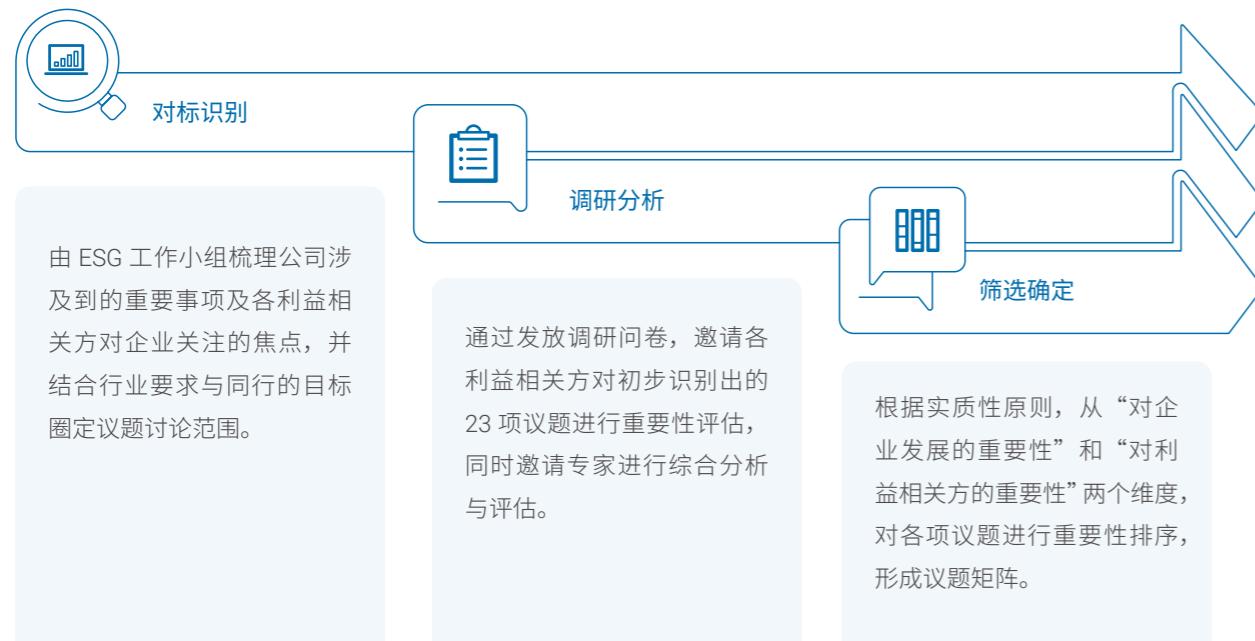 对标识别
由 ESG 工作小组梳理公司涉
及到的重要事项及各利益相
关方对企业关注的焦点，并
结合行业要求与同行的目标
圈定议题讨论范围。
调研分析
通过发放调研问卷，邀请各
利益相关方对初步识别出的
23 项议题进行重要性评估，
同时邀请专家进行综合分析
与评估。
筛选确定
根据实质性原则，从“对企
业发展的重要性”和“对利
益相关方的重要性”两个维度，
对各项议题进行重要性排序，
形成议题矩阵。